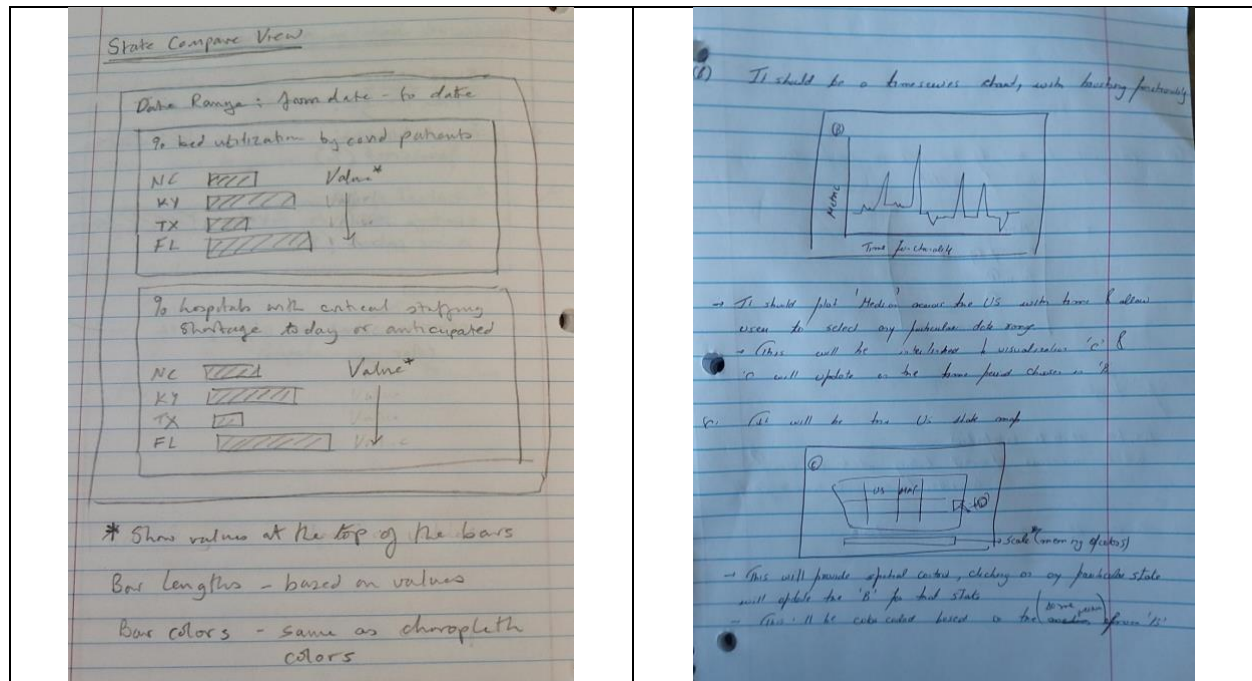 State Compare View
Date Range : from date - to date
% bed utilization by covid patients
NC Value*
KY
TX
FL
% hospitals with critical staffing
shortage today or anticipated
NC Value*
KY
TX
FL
* Show values at the top of the bars
Bar Lengths - based on values
Bar colors - same as choropleth
colors
It should be a timeseries chart, with brushing functionality
B
Metric
Time functionality
→ It should plot 'Median' across the US with time & allow
user to select any particular date range
→ This will be interlinked to visualization 'C' &
'C' will update as the time period chosen in 'B'
will be the US state map
C
US MAP
→ scale* (meaning of colors)
→ This will provide spatial context, clicking on any particular state
will update the 'B' for that state
→ be color coded based on the from 'B'